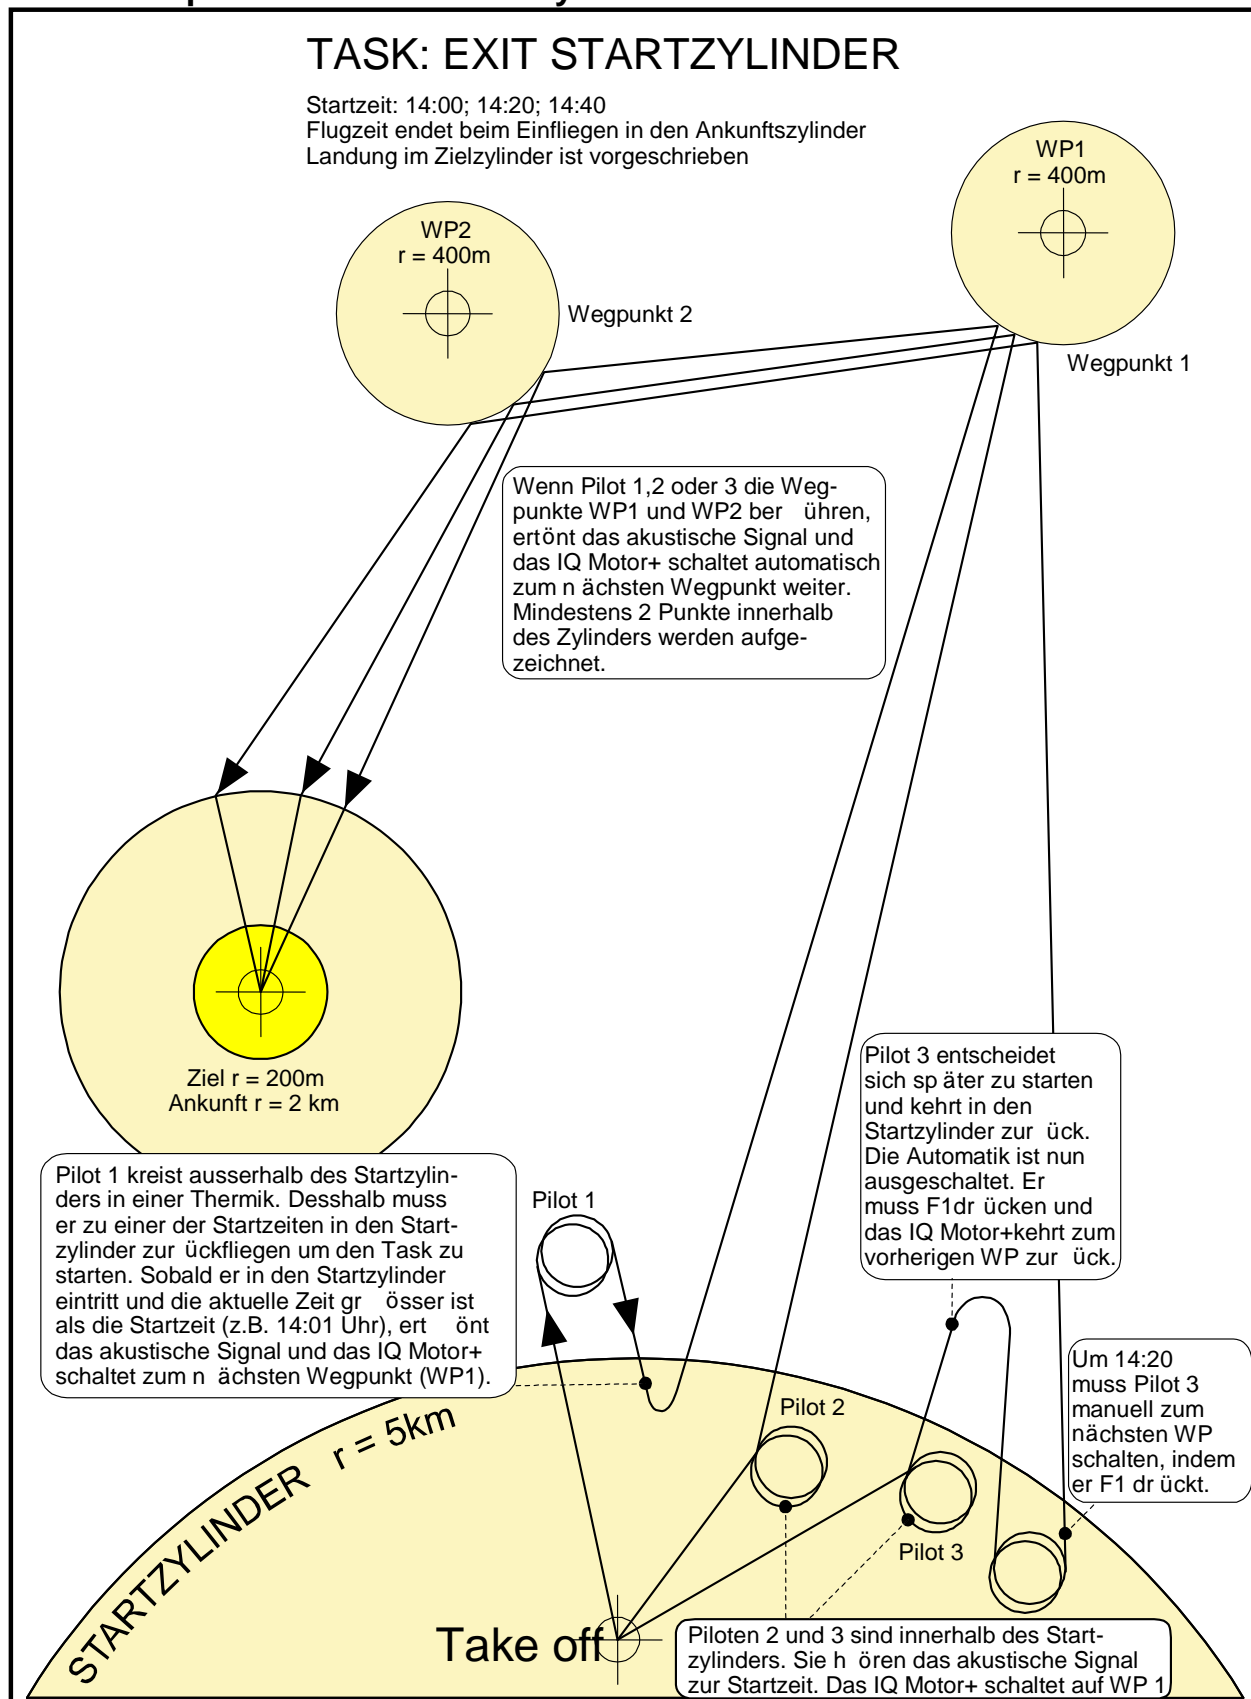 TASK: EXIT STARTZYLINDER
Startzeit: 14:00; 14:20; 14:40
Flugzeit endet beim Einfliegen in den Ankunftszylinder
Landung im Zielzylinder ist vorgeschrieben
WP1
r = 400m
WP2
r = 400m
Wegpunkt 2
Wegpunkt 1
Wenn Pilot 1,2 oder 3 die Weg-
punkte WP1 und WP2 ber ühren,
ertönt das akustische Signal und
das IQ Motor+ schaltet automatisch
zum n ächsten Wegpunkt weiter.
Mindestens 2 Punkte innerhalb
des Zylinders werden aufge-
zeichnet.
Ziel r = 200m
Ankunft r = 2 km
Pilot 3 entscheidet
sich sp äter zu starten
und kehrt in den
Startzylinder zur ück.
Die Automatik ist nun
ausgeschaltet. Er
muss F1dr ücken und
das IQ Motor+kehrt zum
vorherigen WP zur ück.
Pilot 1 kreist ausserhalb des Startzylin-
ders in einer Thermik. Desshalb muss
er zu einer der Startzeiten in den Start-
zylinder zur ückfliegen um den Task zu
starten. Sobald er in den Startzylinder
eintritt und die aktuelle Zeit gr össer ist
als die Startzeit (z.B. 14:01 Uhr), ert önt
das akustische Signal und das IQ Motor+
schaltet zum n ächsten Wegpunkt (WP1).
Pilot 1
Um 14:20
muss Pilot 3
manuell zum
nächsten WP
schalten, indem
er F1 dr ückt.
Pilot 2
Pilot 3
STARTZYLINDER r = 5km
Take off
Piloten 2 und 3 sind innerhalb des Start-
zylinders. Sie h ören das akustische Signal
zur Startzeit. Das IQ Motor+ schaltet auf WP 1